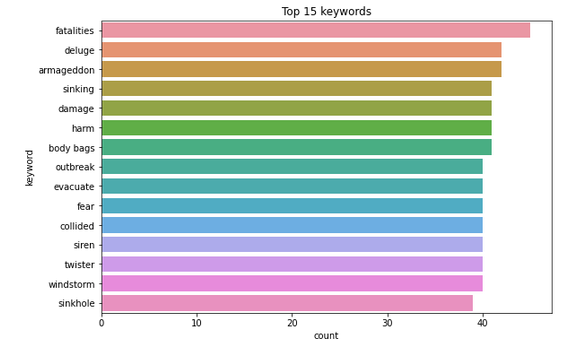 Top 15 keywords
fatalities
deluge
armageddon
sinking
damage
harm
body bags
outbreak
evacuate
fear
collided
siren
twister
windstorm
sinkhole
keyword
0 10 20 30 40
count